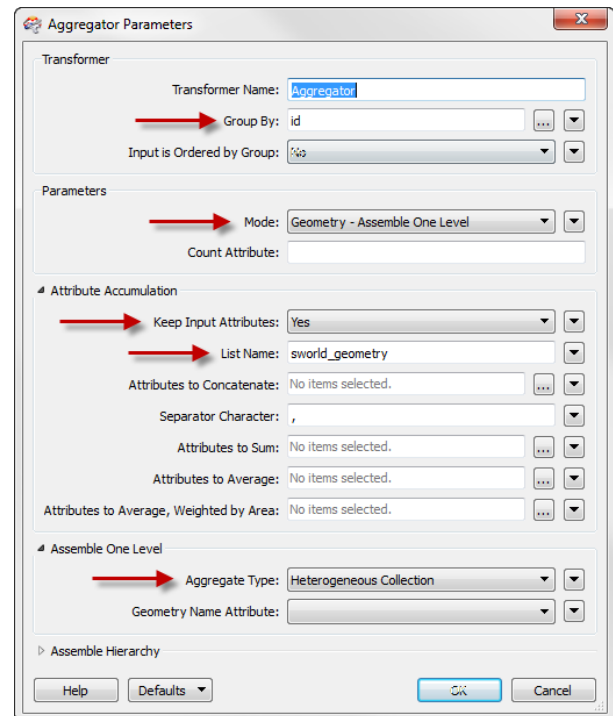 Aggregator Parameters
Transformer
Transformer Name: Aggregator
Group By: id ...
Input is Ordered by Group: No
Parameters
Mode: Geometry - Assemble One Level
Count Attribute:
Attribute Accumulation
Keep Input Attributes: Yes
List Name: sworld_geometry
Attributes to Concatenate: No items selected. ...
Separator Character: ,
Attributes to Sum: No items selected. ...
Attributes to Average: No items selected. ...
Attributes to Average, Weighted by Area: No items selected. ...
Assemble One Level
Aggregate Type: Heterogeneous Collection
Geometry Name Attribute:
Assemble Hierarchy
Help Defaults OK Cancel